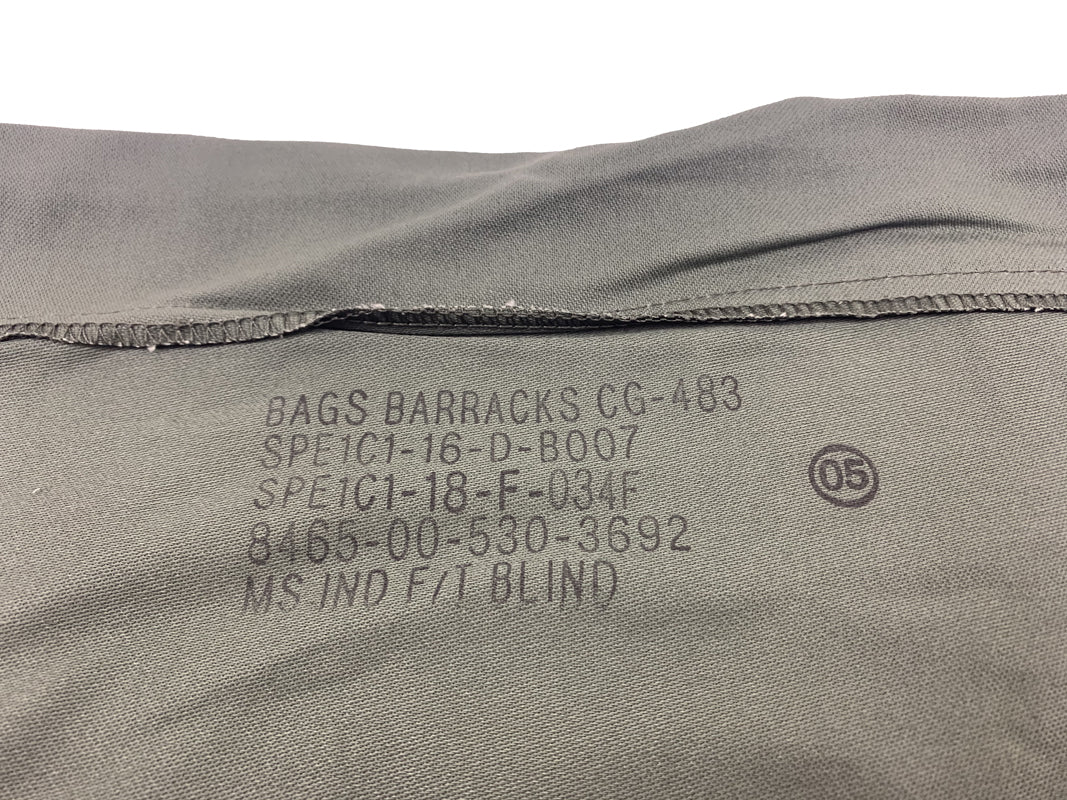 BAGS BARRACKS CG-483
SPE1C1-16-D-B007
SPE1C1-18-F-034F
8465-00-530-3692
MS IND F/T BLIND
05